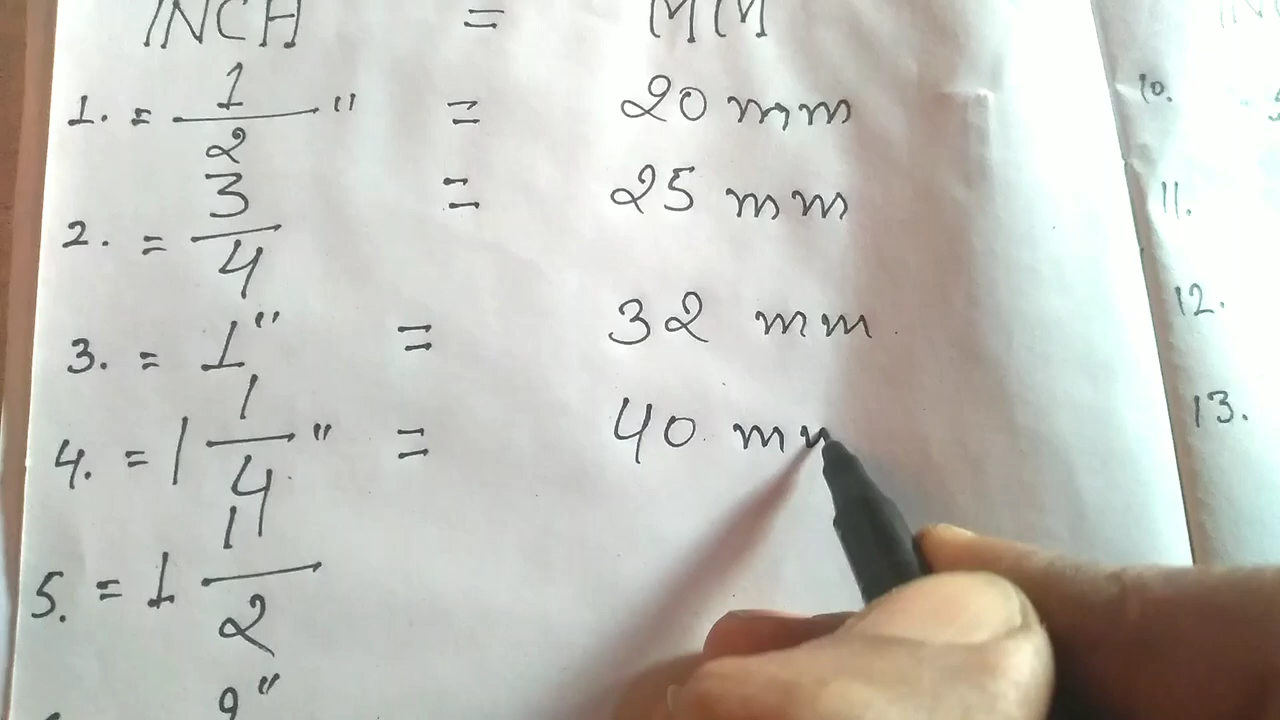 INCH = MM
1. = 1/2" = 20 mm
2. = 3/4 = 25 mm
3. = 1" = 32 mm
4. = 1 1/4" = 40 mm
5. = 1 1/2
2"
10.
11.
12.
13.